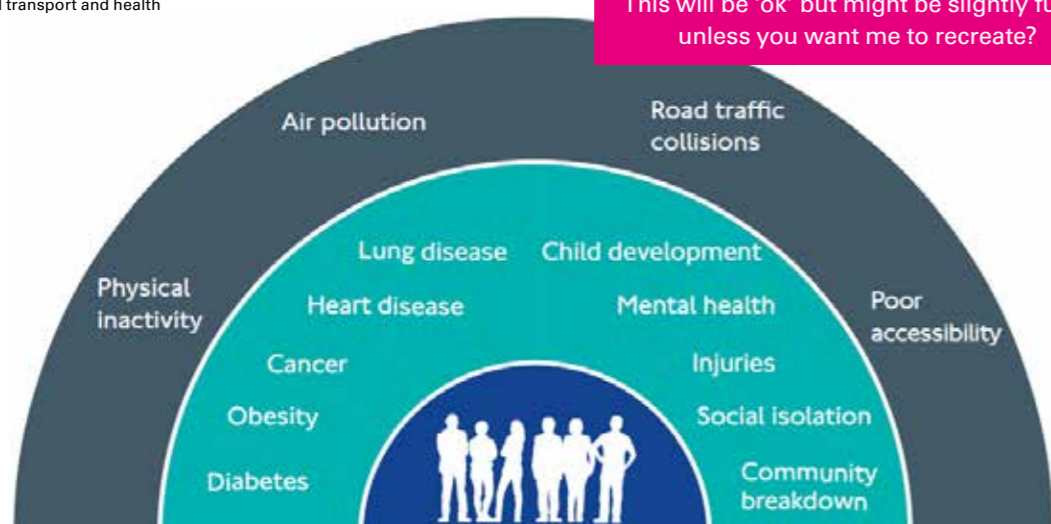 transport and health
This will be 'ok' but might be slightly
unless you want me to recreate?
Air pollution
Road traffic
collisions
Lung disease
Child development
Physical
inactivity
Heart disease
Mental health
Poor
accessibility
Cancer
Injuries
Obesity
Social isolation
Diabetes
Community
breakdown